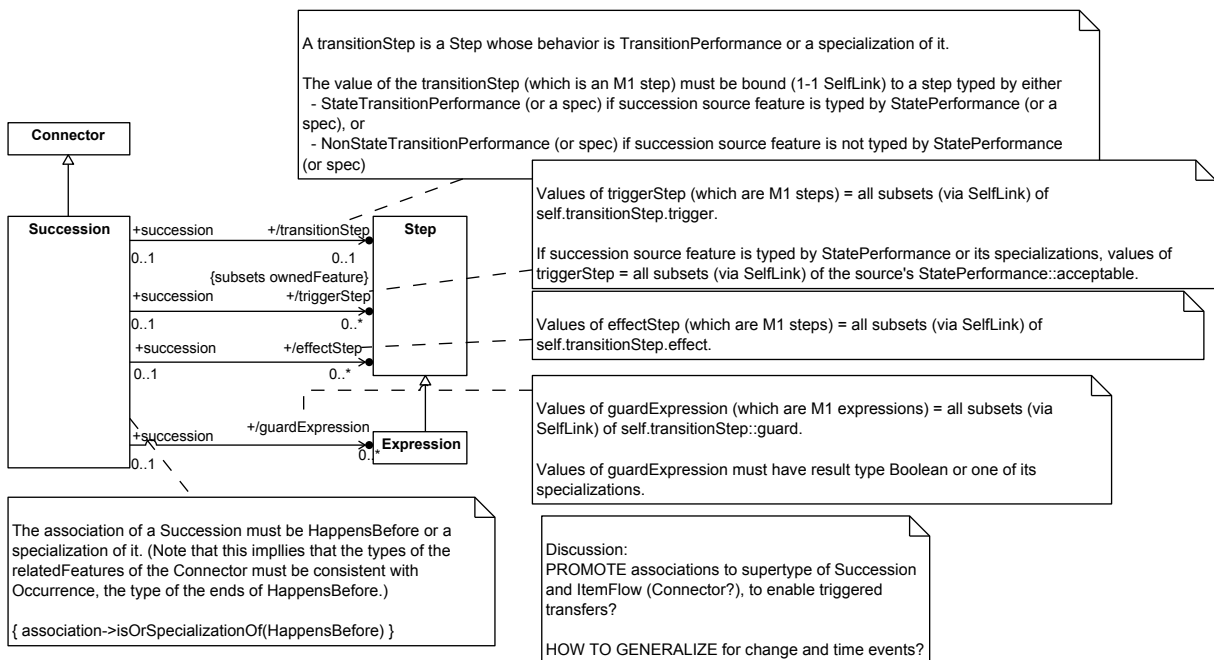 A transitionStep is a Step whose behavior is TransitionPerformance or a specialization of it.
The value of the transitionStep (which is an M1 step) must be bound (1-1 SelfLink) to a step typed by either
- StateTransitionPerformance (or a spec) if succession source feature is typed by StatePerformance (or a
spec), or
- NonStateTransitionPerformance (or spec) if succession source feature is not typed by StatePerformance
(or spec)
Connector
Values of triggerStep (which are M1 steps) = all subsets (via SelfLink) of
self.transitionStep.trigger.
If succession source feature is typed by StatePerformance or its specializations, values of
triggerStep = all subsets (via SelfLink) of the source's StatePerformance::acceptable.
Succession
Step
+succession
+/transitionStep
0..1
0..1
{subsets ownedFeature}
+succession
+/triggerStep
0..1
0..*
+succession
+/effectStep
0..1
0..*
Values of effectStep (which are M1 steps) = all subsets (via SelfLink) of
self.transitionStep.effect.
+succession
+/guardExpression
0..1
0..*
Expression
Values of guardExpression (which are M1 expressions) = all subsets (via
SelfLink) of self.transitionStep::guard.
Values of guardExpression must have result type Boolean or one of its
specializations.
The association of a Succession must be HappensBefore or a
specialization of it. (Note that this impllies that the types of the
relatedFeatures of the Connector must be consistent with
Occurrence, the type of the ends of HappensBefore.)
{ association->isOrSpecializationOf(HappensBefore) }
Discussion:
PROMOTE associations to supertype of Succession
and ItemFlow (Connector?), to enable triggered
transfers?
HOW TO GENERALIZE for change and time events?